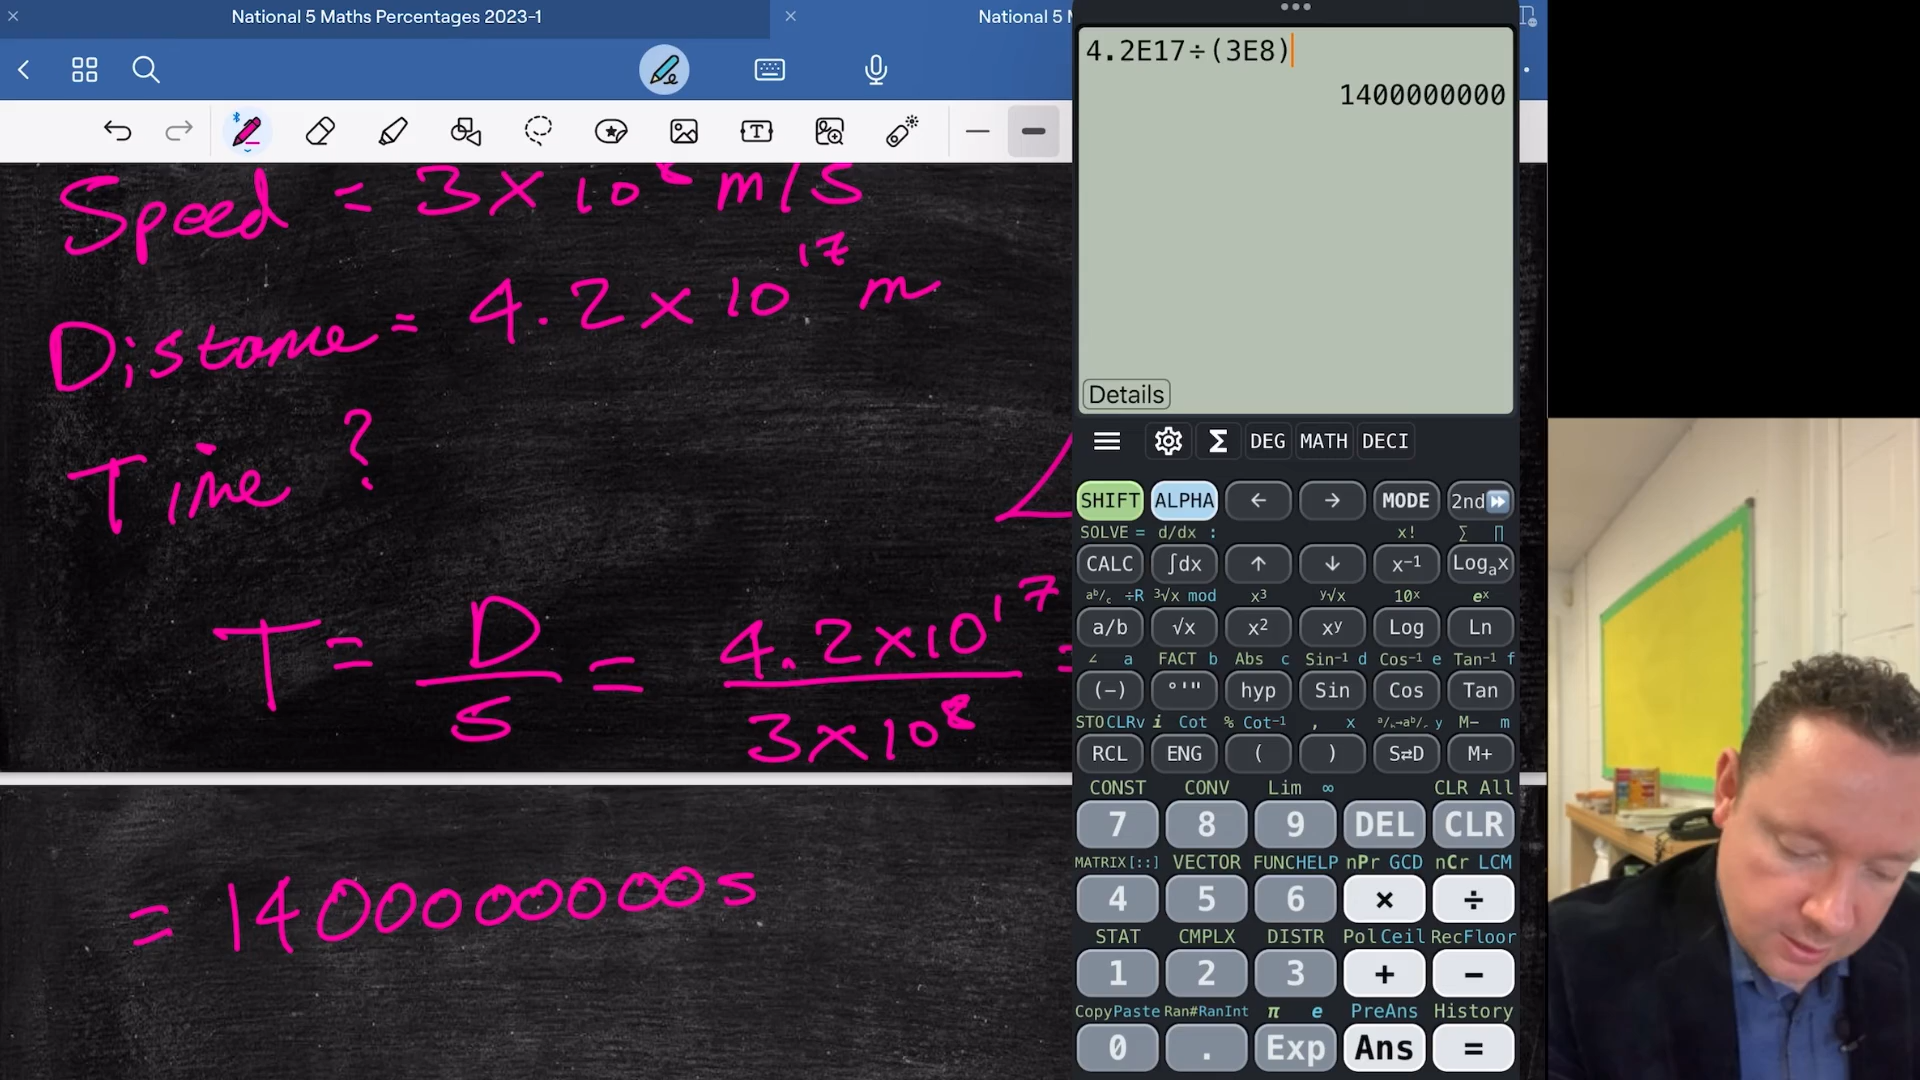 National 5 Maths Percentages 2023-1
National 5 M
Speed = 3 × 10⁸ m/s
Distance = 4.2 × 10¹⁷ m
Time ?
T = D/S = 4.2×10¹⁷/3×10⁸ =
= 1400000000s
4.2E17÷(3E8)
1400000000
Details
Σ DEG MATH DECI
SHIFT ALPHA ← → MODE 2nd
SOLVE = d/dx : x! ∑ ∏
CALC ∫dx ↑ ↓ x⁻¹ Logₐx
aᵇ/c ÷R ³√x mod x³ ʸ√x 10ˣ eˣ
a/b √x x² xʸ Log Ln
∠ a FACT b Abs c Sin⁻¹ d Cos⁻¹ e Tan⁻¹ f
(−) °'" hyp Sin Cos Tan
STO CLRv i Cot % Cot⁻¹ , x y M− m
RCL ENG ( ) S⇄D M+
CONST CONV Lim ∞ CLR All
7 8 9 DEL CLR
MATRIX [::] VECTOR FUNC HELP nPr GCD nCr LCM
4 5 6 × ÷
STAT CMPLX DISTR Pol Ceil Rec Floor
1 2 3 + −
Copy Paste Ran# RanInt π e PreAns History
0 . Exp Ans =